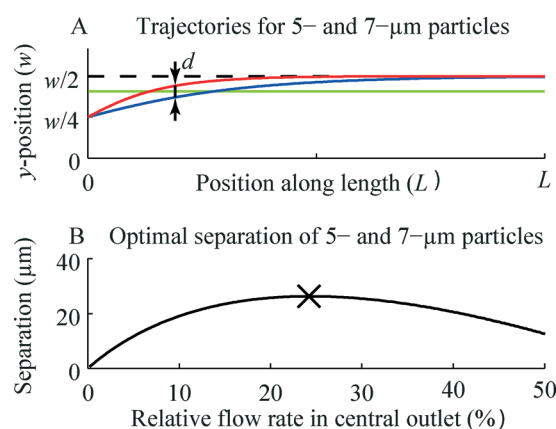 A Trajectories for 5− and 7−μm particles
y-position (w)
w/2
w/4
0
d
0
Position along length (L)
L
B Optimal separation of 5− and 7−μm particles
Separation (μm)
40
20
0
0 10 20 30 40 50
Relative flow rate in central outlet (%)